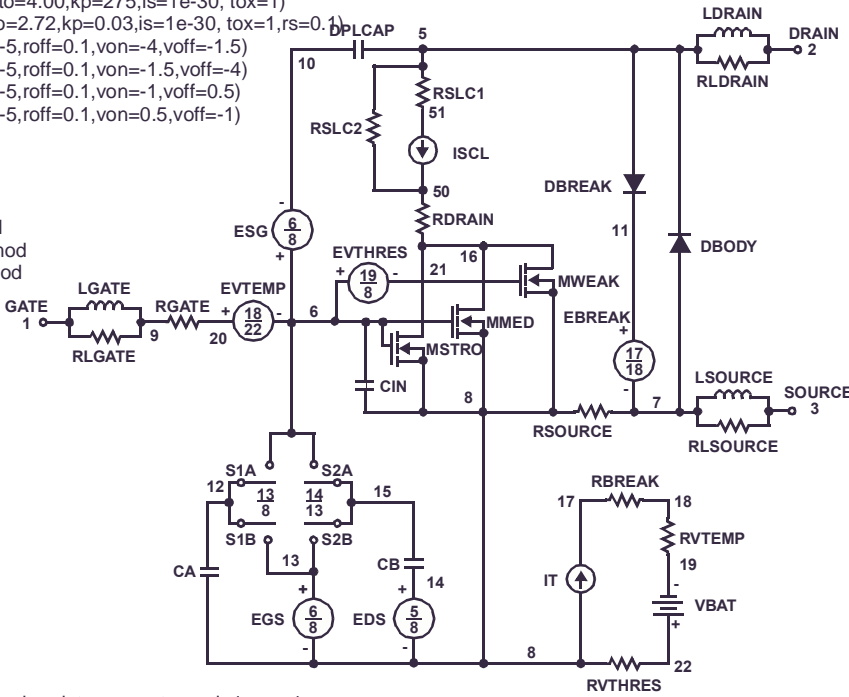 to=4.00,kp=275,is=1e-30, tox=1)
=2.72,kp=0.03,is=1e-30, tox=1,rs=0.1)
-5,roff=0.1,von=-4,voff=-1.5)
-5,roff=0.1,von=-1.5,voff=-4)
-5,roff=0.1,von=-1,voff=0.5)
-5,roff=0.1,von=0.5,voff=-1)
DPLCAP
5
LDRAIN
DRAIN
2
10
RLDRAIN
RSLC1
51
RSLC2
ISCL
DBREAK
50
RDRAIN
ESG
6
8
-
+
11
DBODY
EVTHRES
+
19
8
-
21
16
MWEAK
LGATE
GATE
1
RLGATE
9
RGATE
20
EVTEMP
+
18
22
-
6
MMED
MSTRO
EBREAK
+
17
18
-
CIN
8
7
LSOURCE
SOURCE
3
RSOURCE
RLSOURCE
S1A
S2A
12
13
8
14
13
15
S1B
S2B
13
CA
CB
14
+
EGS
6
8
-
+
EDS
5
8
-
RBREAK
17
18
RVTEMP
19
IT
-
VBAT
+
8
22
RVTHRES